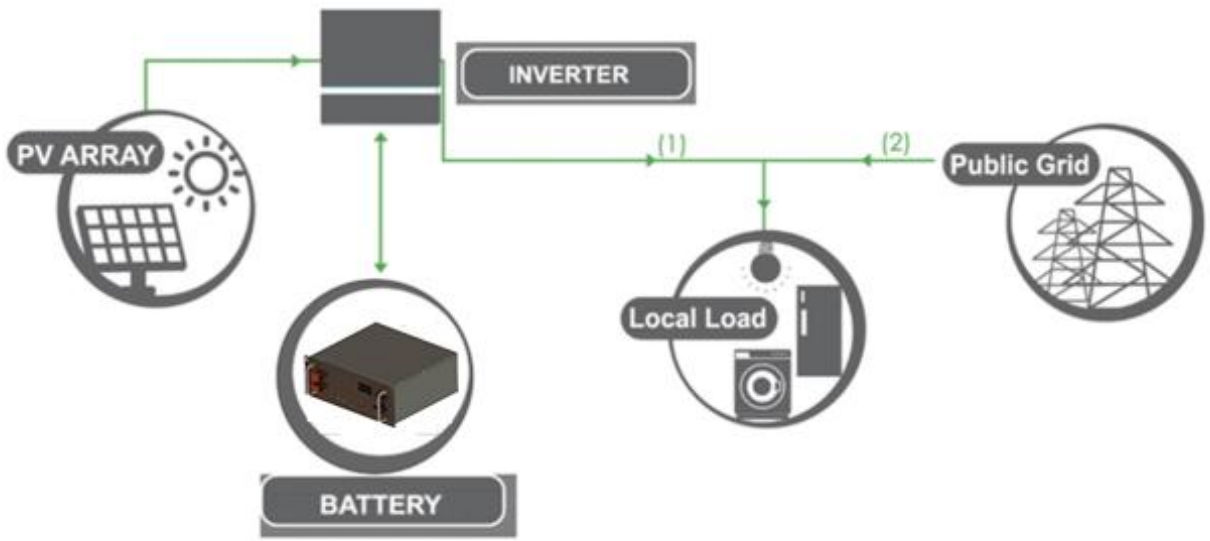 INVERTER
PV ARRAY
(1)
(2)
Public Grid
Local Load
BATTERY